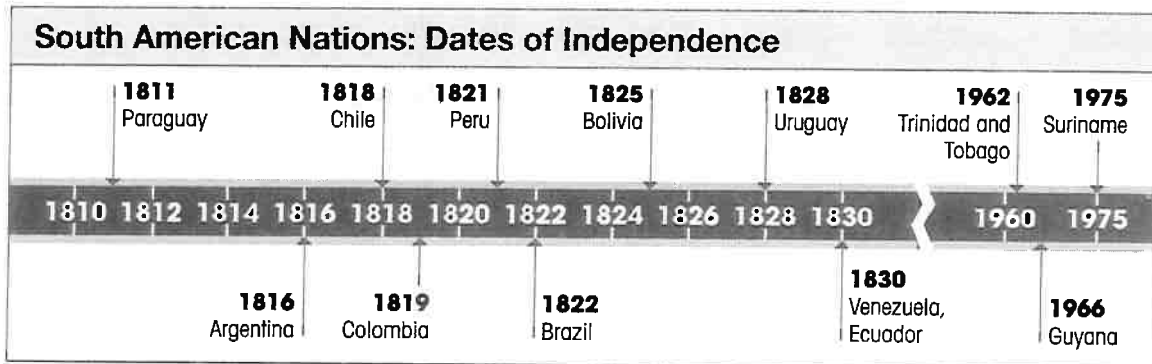 South American Nations: Dates of Independence
1811
Paraguay
1818
Chile
1821
Peru
1825
Bolivia
1828
Uruguay
1962
Trinidad and
Tobago
1975
Suriname
1810 1812 1814 1816 1818 1820 1822 1824 1826 1828 1830 1960 1975
1816
Argentina
1819
Colombia
1822
Brazil
1830
Venezuela,
Ecuador
1966
Guyana